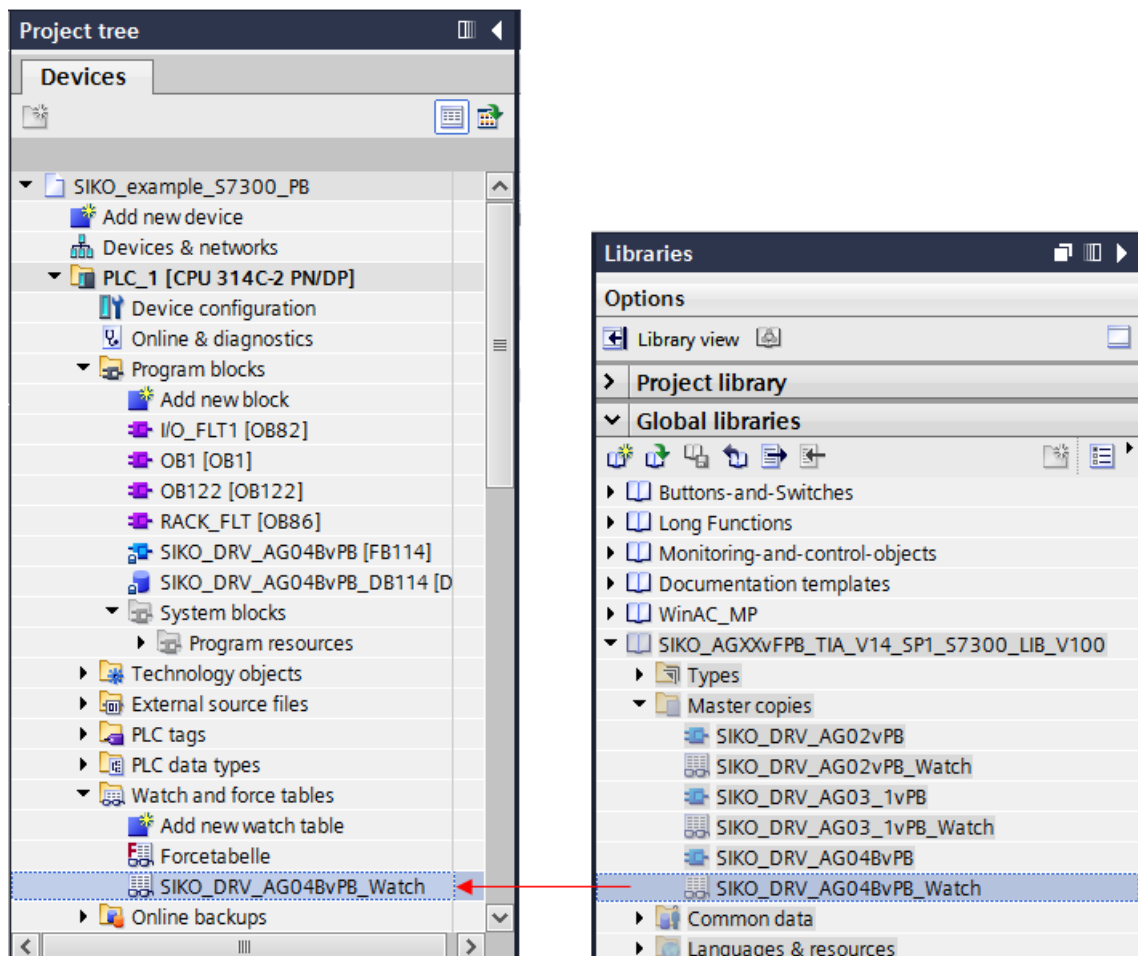 Project tree
Devices
SIKO_example_S7300_PB
Add new device
Devices & networks
PLC_1 [CPU 314C-2 PN/DP]
Device configuration
Online & diagnostics
Program blocks
Add new block
I/O_FLT1 [OB82]
OB1 [OB1]
OB122 [OB122]
RACK_FLT [OB86]
SIKO_DRV_AG04BvPB [FB114]
SIKO_DRV_AG04BvPB_DB114 [D
System blocks
Program resources
Technology objects
External source files
PLC tags
PLC data types
Watch and force tables
Add new watch table
Forcetabelle
SIKO_DRV_AG04BvPB_Watch
Online backups
Libraries
Options
Library view
Project library
Global libraries
Buttons-and-Switches
Long Functions
Monitoring-and-control-objects
Documentation templates
WinAC_MP
SIKO_AGXXvFPB_TIA_V14_SP1_S7300_LIB_V100
Types
Master copies
SIKO_DRV_AG02vPB
SIKO_DRV_AG02vPB_Watch
SIKO_DRV_AG03_1vPB
SIKO_DRV_AG03_1vPB_Watch
SIKO_DRV_AG04BvPB
SIKO_DRV_AG04BvPB_Watch
Common data
Languages & resources